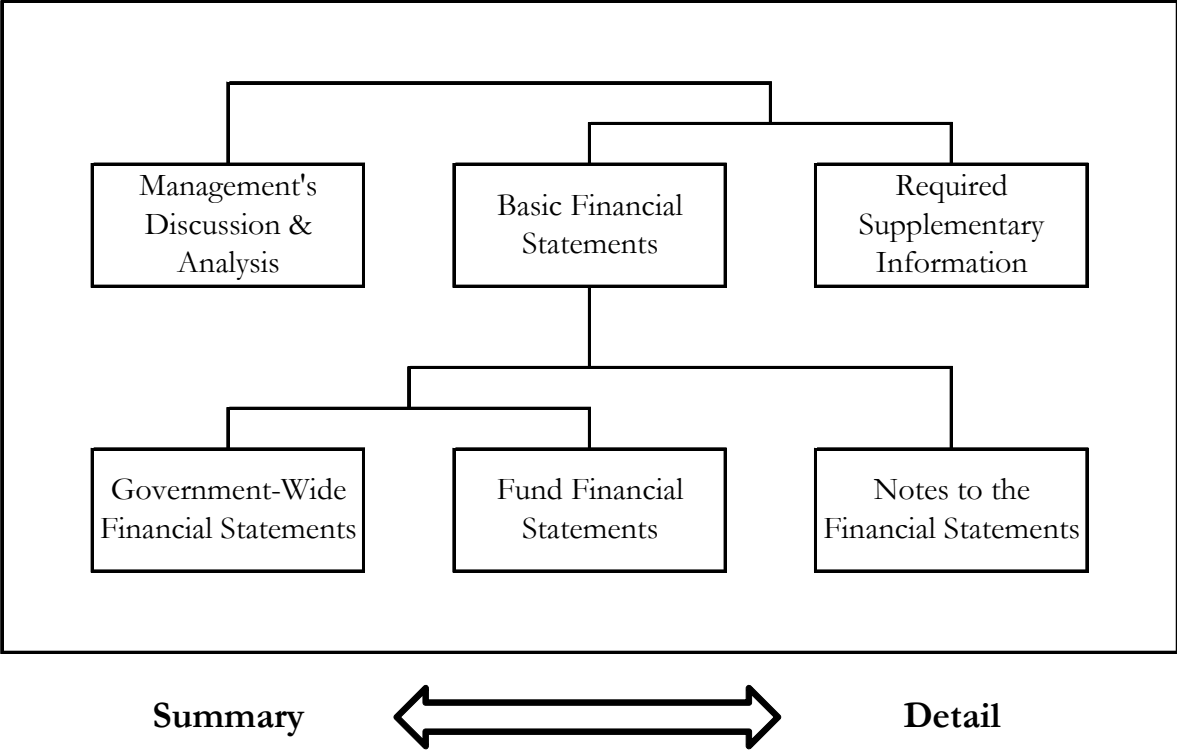 Management's
Discussion &
Analysis
Basic Financial
Statements
Required
Supplementary
Information
Government-Wide
Financial Statements
Fund Financial
Statements
Notes to the
Financial Statements
Summary
Detail